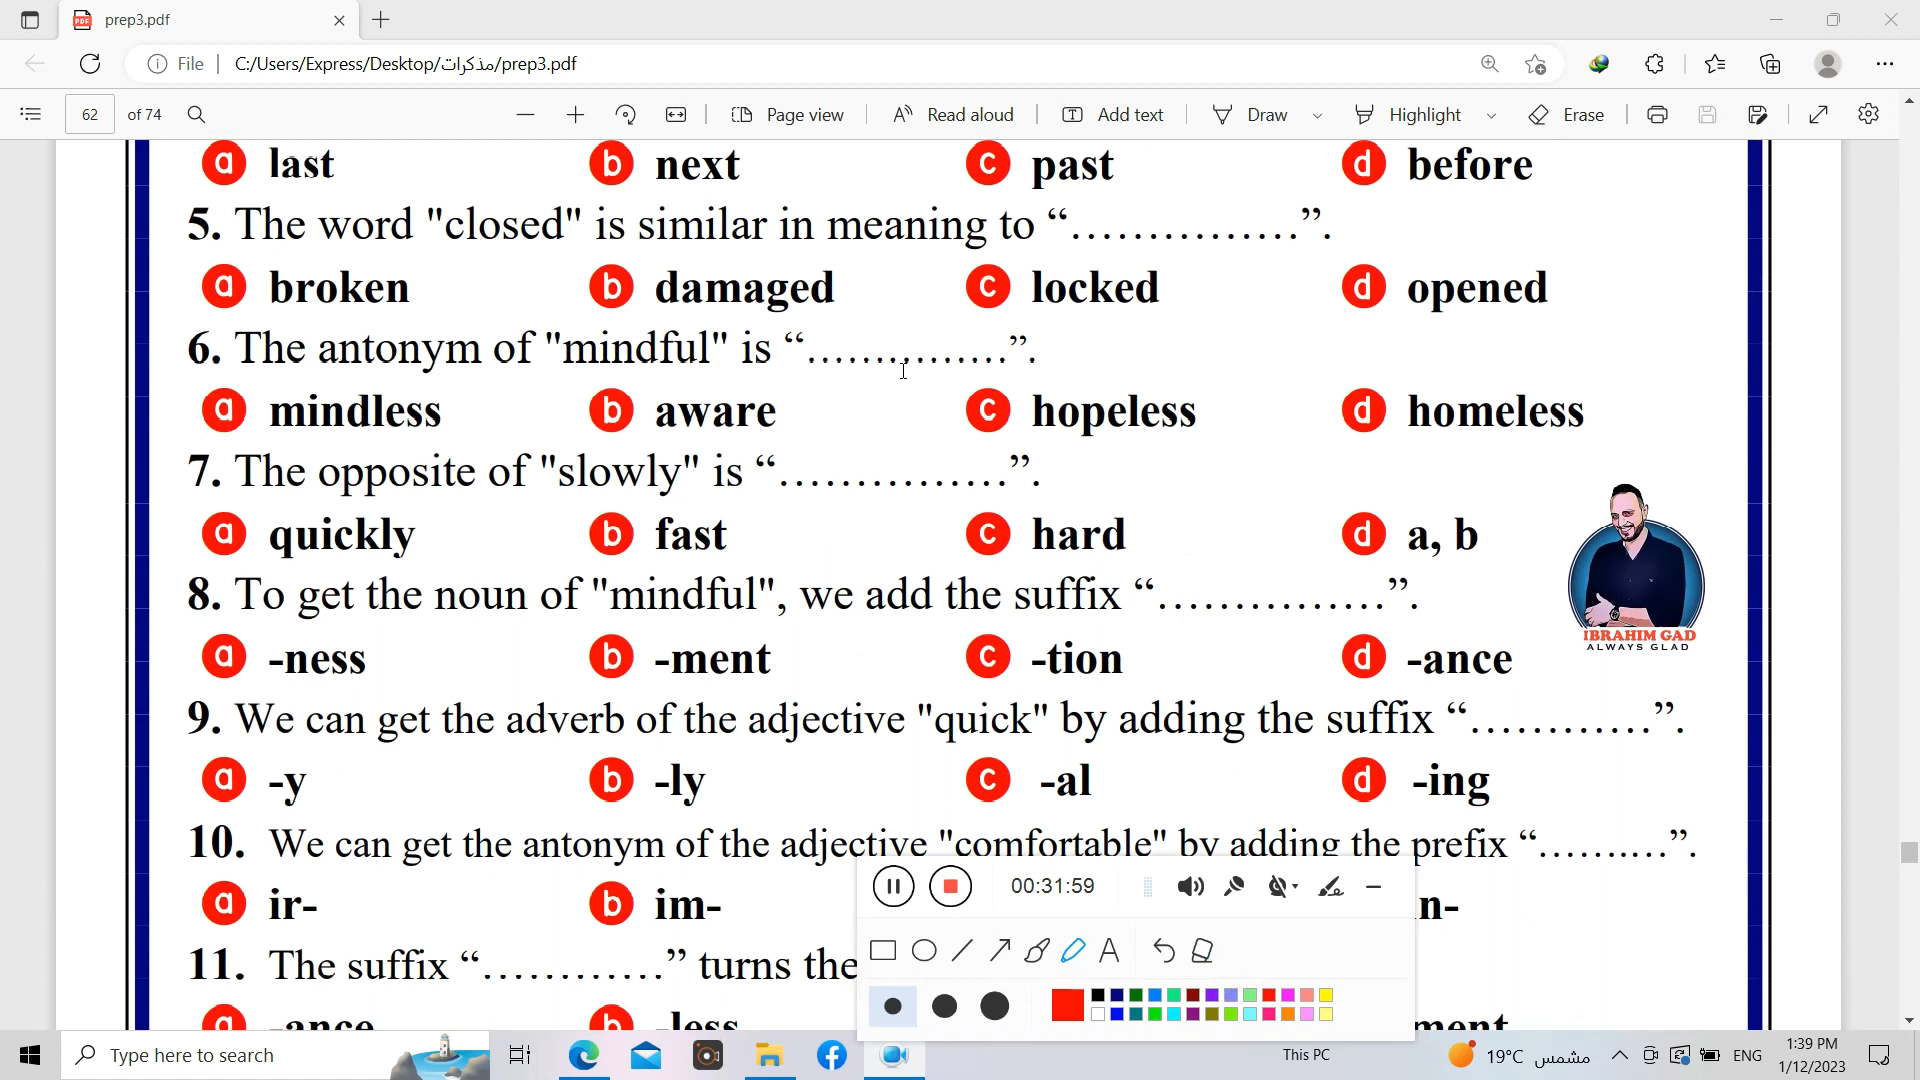 prep3.pdf
File
C:/Users/Express/Desktop/مذكرات/prep3.pdf
62 of 74
Page view
Read aloud
Add text
Draw
Highlight
Erase
a last b next c past d before
5. The word "closed" is similar in meaning to “……………”.
a broken b damaged c locked d opened
6. The antonym of "mindful" is “……………”.
a mindless b aware c hopeless d homeless
7. The opposite of "slowly" is “……………”.
a quickly b fast c hard d a, b
8. To get the noun of "mindful", we add the suffix “……………”.
IBRAHIM GAD
ALWAYS GLAD
a -ness b -ment c -tion d -ance
9. We can get the adverb of the adjective "quick" by adding the suffix “…………”.
a -y b -ly c -al d -ing
10. We can get the antonym of the adjective "comfortable" by adding the prefix “………”.
a ir- b im- n-
00:31:59
11. The suffix “…………” turns the
a -ance b -less ment
Type here to search
This PC
19°C مشمس
ENG
1:39 PM
1/12/2023